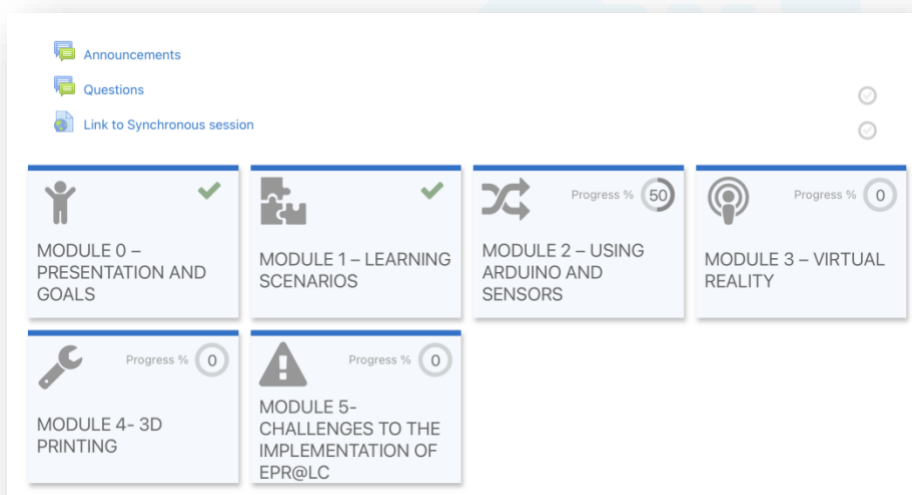 Announcements
Questions
Link to Synchronous session
MODULE 0 –
PRESENTATION AND
GOALS
MODULE 1 – LEARNING
SCENARIOS
Progress % 50
MODULE 2 – USING
ARDUINO AND
SENSORS
Progress % 0
MODULE 3 – VIRTUAL
REALITY
Progress % 0
MODULE 4- 3D
PRINTING
Progress % 0
MODULE 5-
CHALLENGES TO THE
IMPLEMENTATION OF
EPR@LC